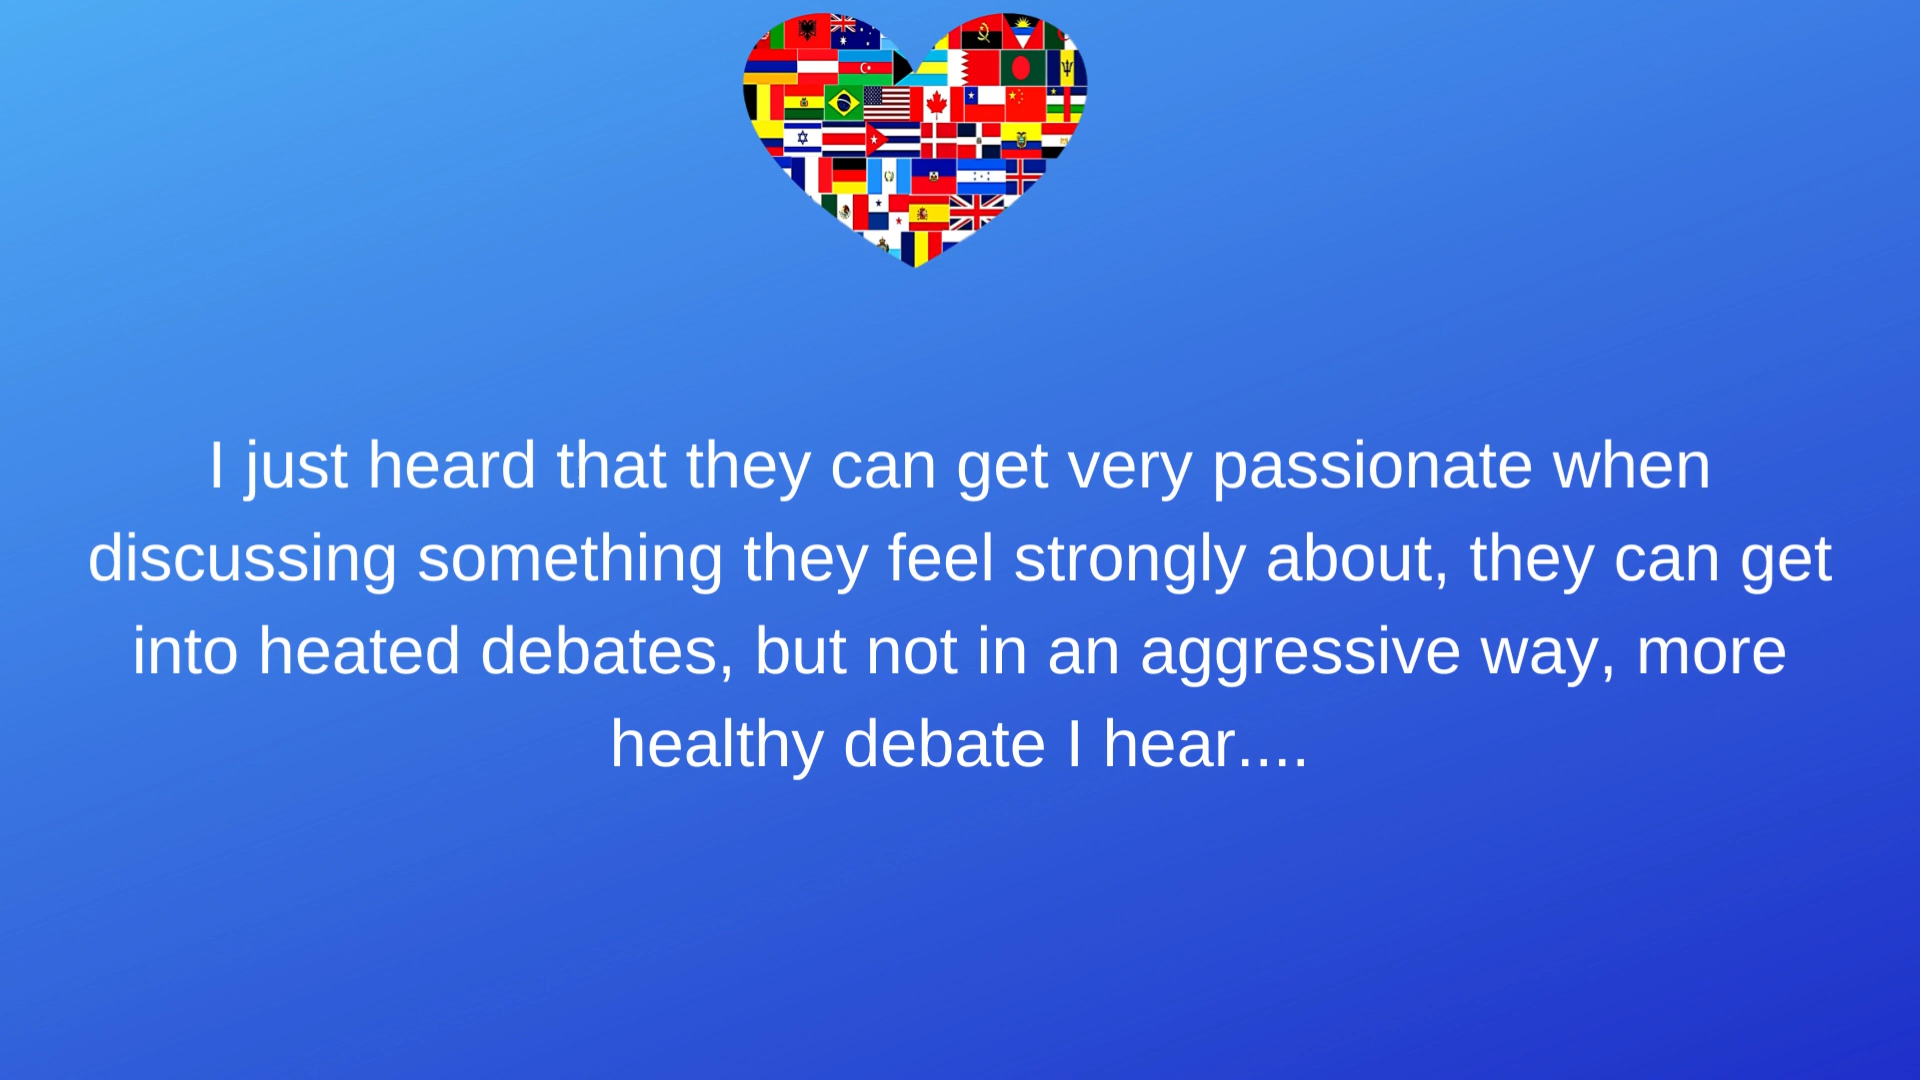 I just heard that they can get very passionate when
discussing something they feel strongly about, they can get
into heated debates, but not in an aggressive way, more
healthy debate I hear....